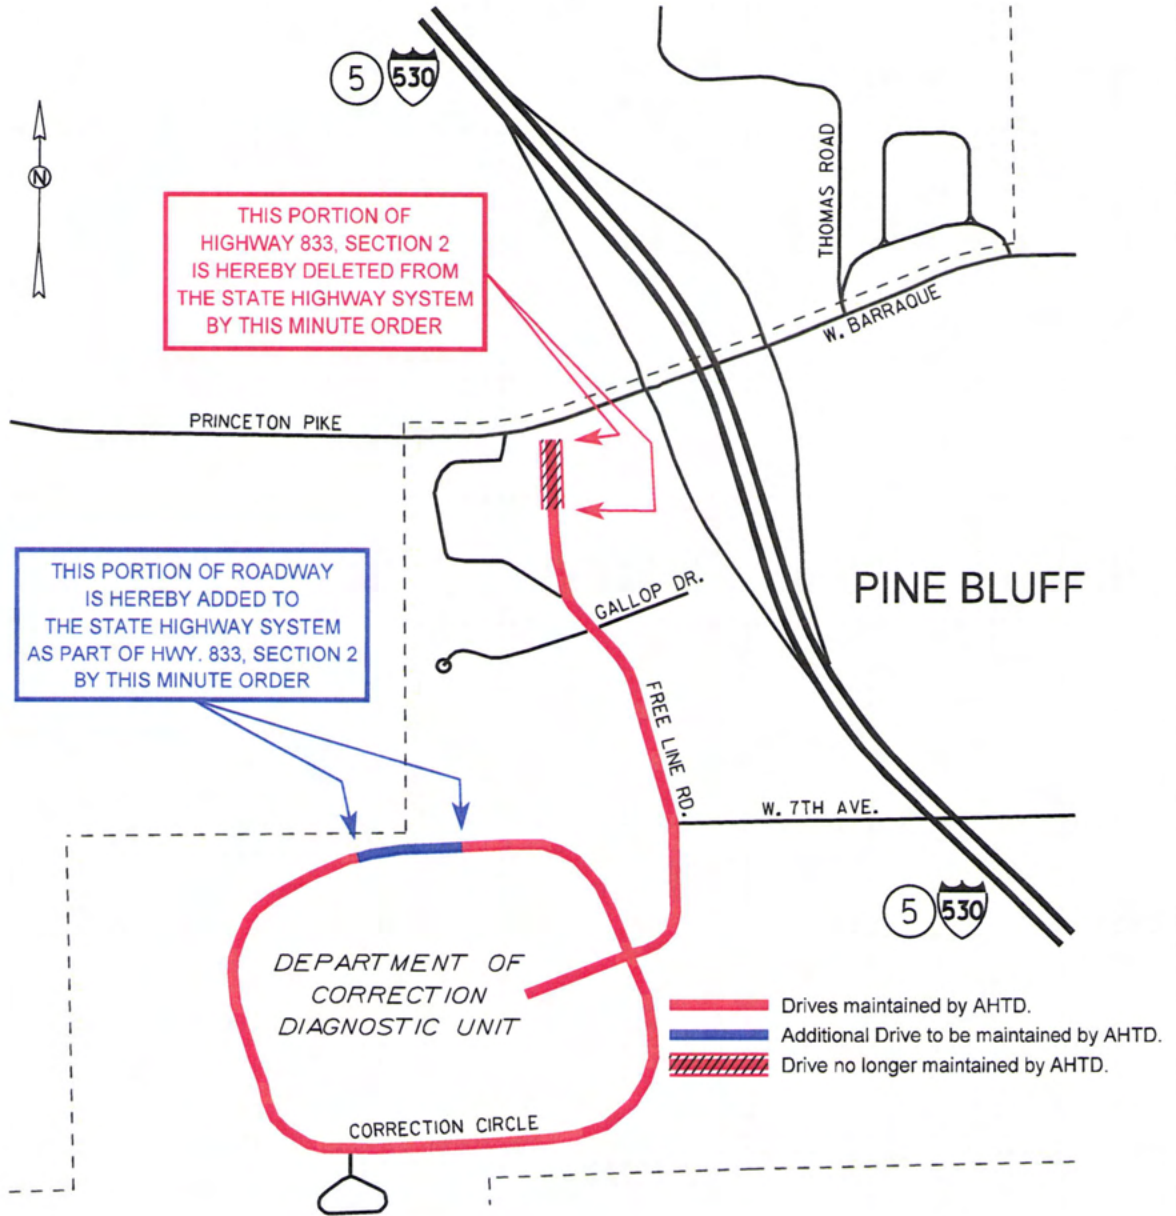 5
530
N
THOMAS ROAD
THIS PORTION OF
HIGHWAY 833, SECTION 2
IS HEREBY DELETED FROM
THE STATE HIGHWAY SYSTEM
BY THIS MINUTE ORDER
W. BARRAQUE
PRINCETON PIKE
THIS PORTION OF ROADWAY
IS HEREBY ADDED TO
THE STATE HIGHWAY SYSTEM
AS PART OF HWY. 833, SECTION 2
BY THIS MINUTE ORDER
GALLOP DR.
PINE BLUFF
FREE LINE RD.
W. 7TH AVE.
5
530
DEPARTMENT OF
CORRECTION
DIAGNOSTIC UNIT
Drives maintained by AHTD.
Additional Drive to be maintained by AHTD.
Drive no longer maintained by AHTD.
CORRECTION CIRCLE